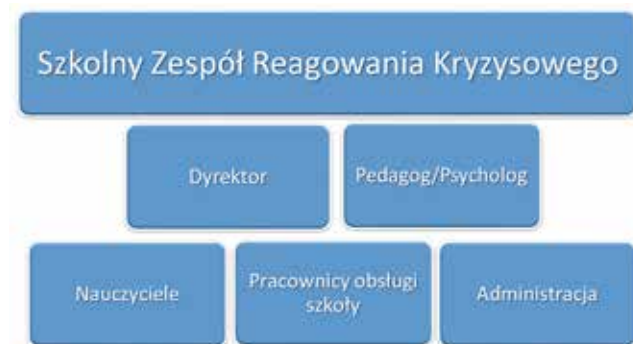 Szkolny Zespół Reagowania Kryzysowego
Dyrektor
Pedagog/Psycholog
Nauczyciele
Pracownicy obsługi
szkoły
Administracja